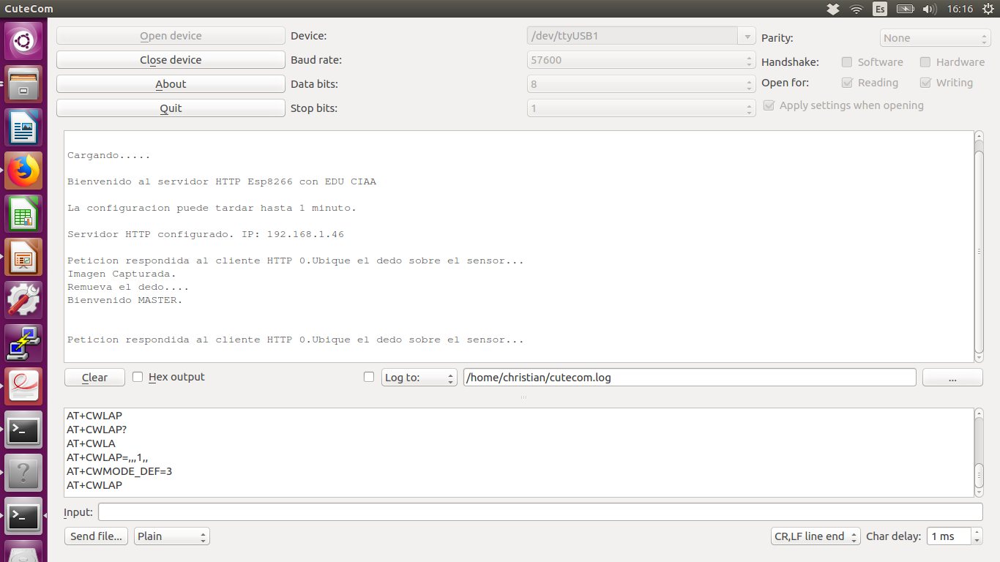 CuteCom
Es
16:16
Open device
Device:
/dev/ttyUSB1
Parity:
None
Close device
Baud rate:
57600
Handshake:
Software
Hardware
About
Data bits:
8
Open for:
Reading
Writing
Quit
Stop bits:
1
Apply settings when opening
Cargando.....
Bienvenido al servidor HTTP Esp8266 con EDU CIAA
La configuracion puede tardar hasta 1 minuto.
Servidor HTTP configurado. IP: 192.168.1.46
Peticion respondida al cliente HTTP 0.Ubique el dedo sobre el sensor...
Imagen Capturada.
Remueva el dedo....
Bienvenido MASTER.
Peticion respondida al cliente HTTP 0.Ubique el dedo sobre el sensor...
Clear
Hex output
Log to:
/home/christian/cutecom.log
...
AT+CWLAP
AT+CWLAP?
AT+CWLA
AT+CWLAP=,,,1,,
AT+CWMODE_DEF=3
AT+CWLAP
Input:
Send file...
Plain
CR,LF line end
Char delay:
1 ms